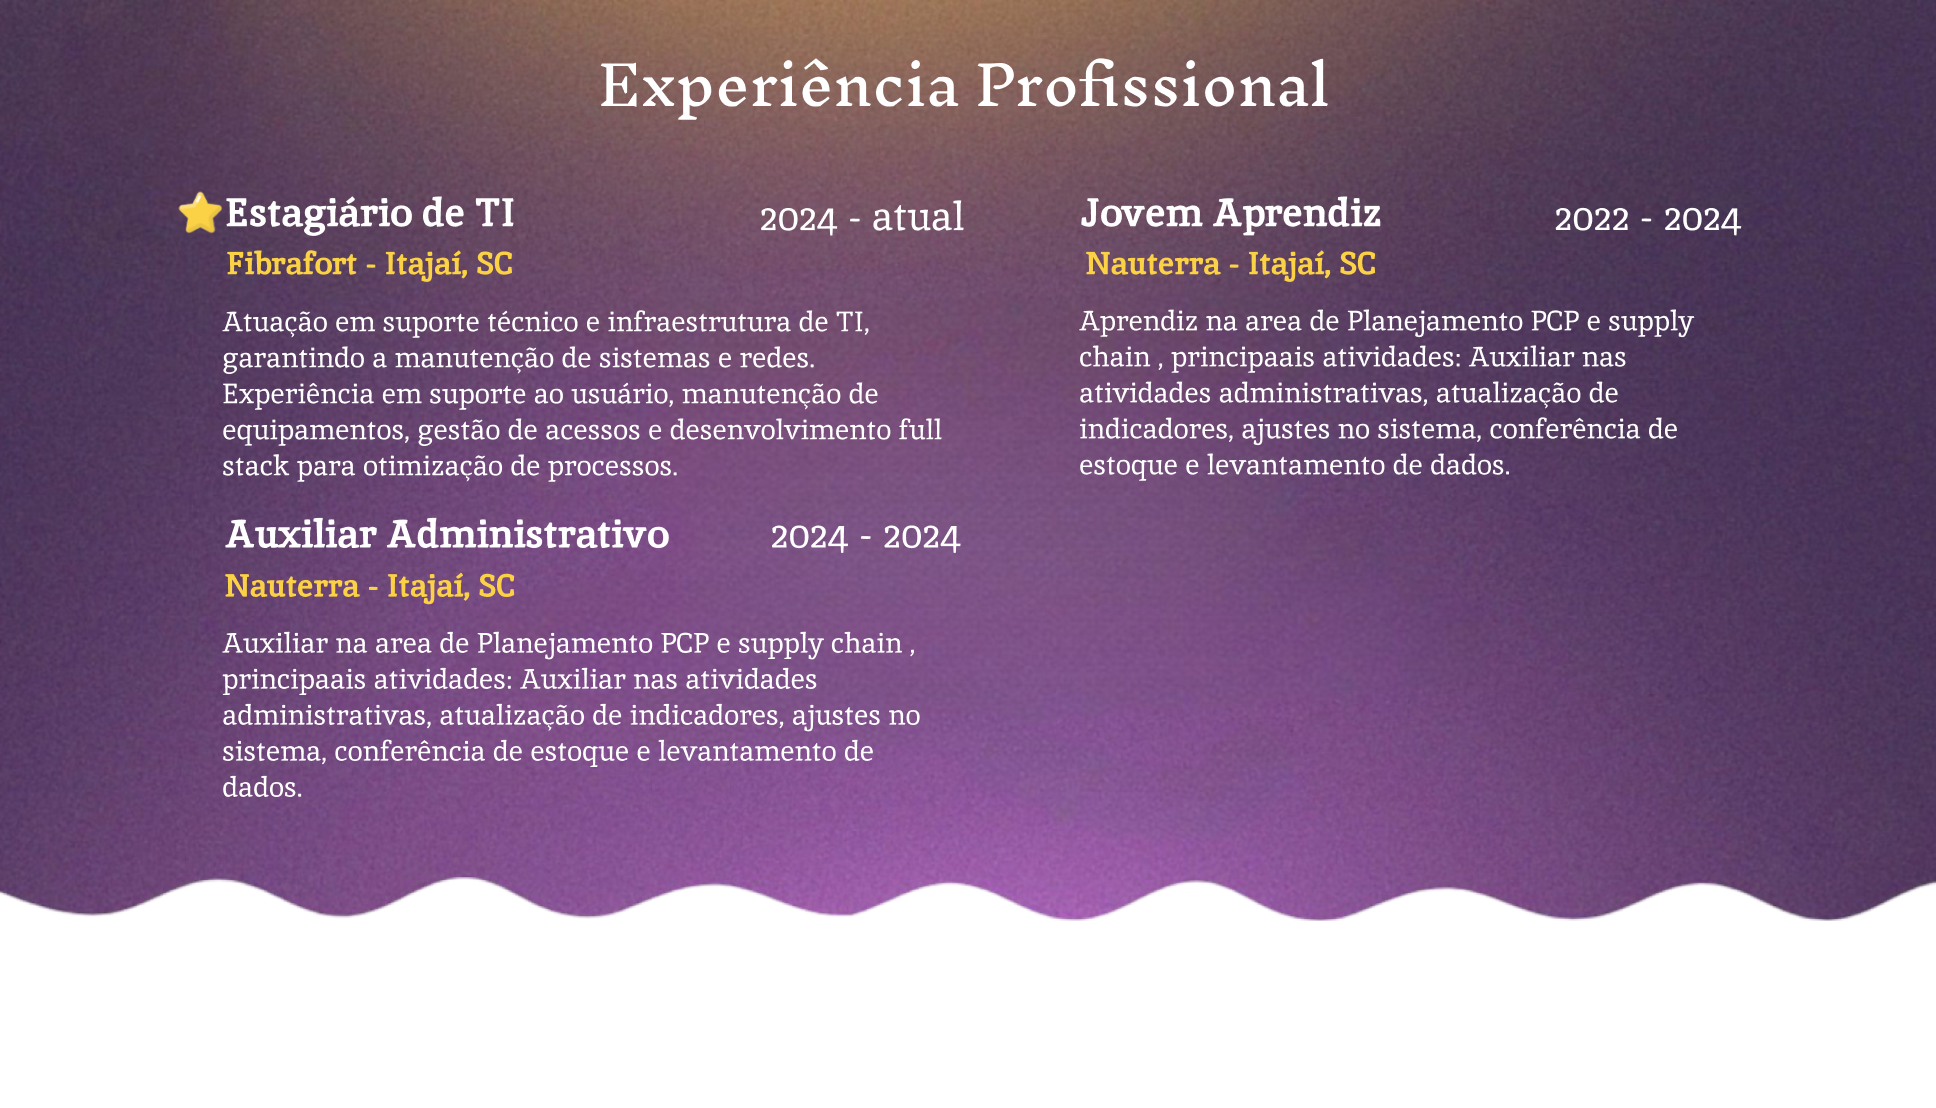 Experiência Profissional
Estagiário de TI
2024 - atual
Fibrafort - Itajaí, SC
Atuação em suporte técnico e infraestrutura de TI,
garantindo a manutenção de sistemas e redes.
Experiência em suporte ao usuário, manutenção de
equipamentos, gestão de acessos e desenvolvimento full
stack para otimização de processos.
Auxiliar Administrativo
2024 - 2024
Nauterra - Itajaí, SC
Auxiliar na area de Planejamento PCP e supply chain ,
principaais atividades: Auxiliar nas atividades
administrativas, atualização de indicadores, ajustes no
sistema, conferência de estoque e levantamento de
dados.
Jovem Aprendiz
2022 - 2024
Nauterra - Itajaí, SC
Aprendiz na area de Planejamento PCP e supply
chain , principaais atividades: Auxiliar nas
atividades administrativas, atualização de
indicadores, ajustes no sistema, conferência de
estoque e levantamento de dados.